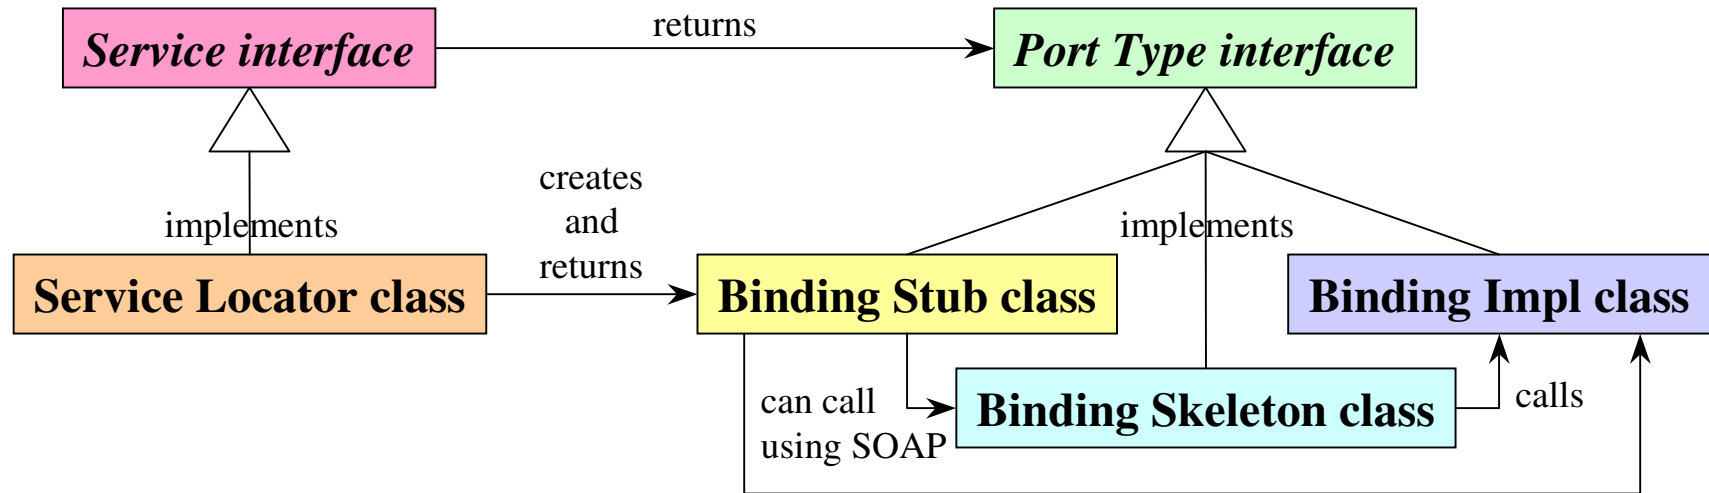 Service interface
returns
Port Type interface
creates
and
returns
implements
implements
Service Locator class
Binding Stub class
Binding Impl class
can call
using SOAP
Binding Skeleton class
calls